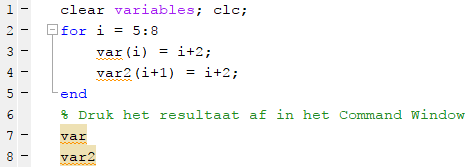 1 - clear variables; clc;
2 - for i = 5:8
3 - var(i) = i+2;
4 - var2(i+1) = i+2;
5 - end
6 % Druk het resultaat af in het Command Window
7 - var
8 - var2